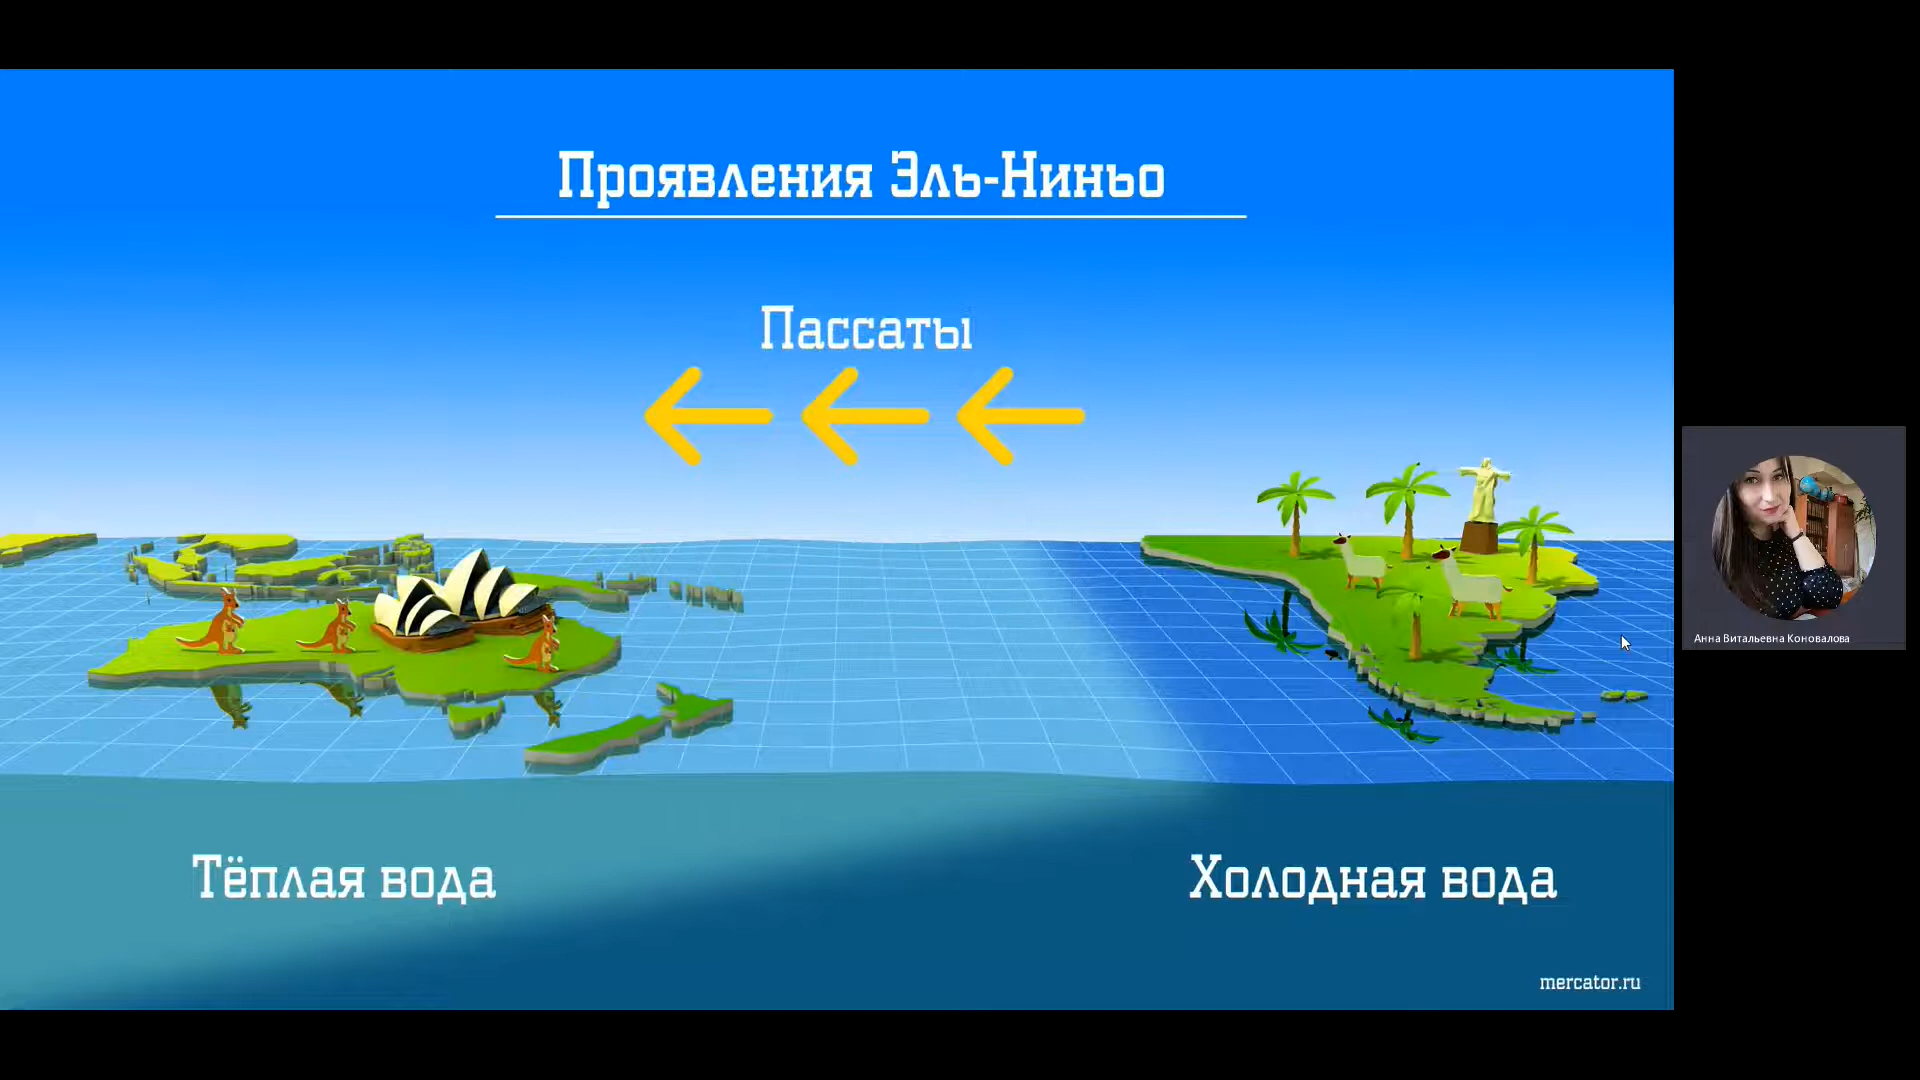 Проявления Эль-Ниньо
Пассаты
Тёплая вода
Холодная вода
mercator.ru
Анна Витальевна Коновалова